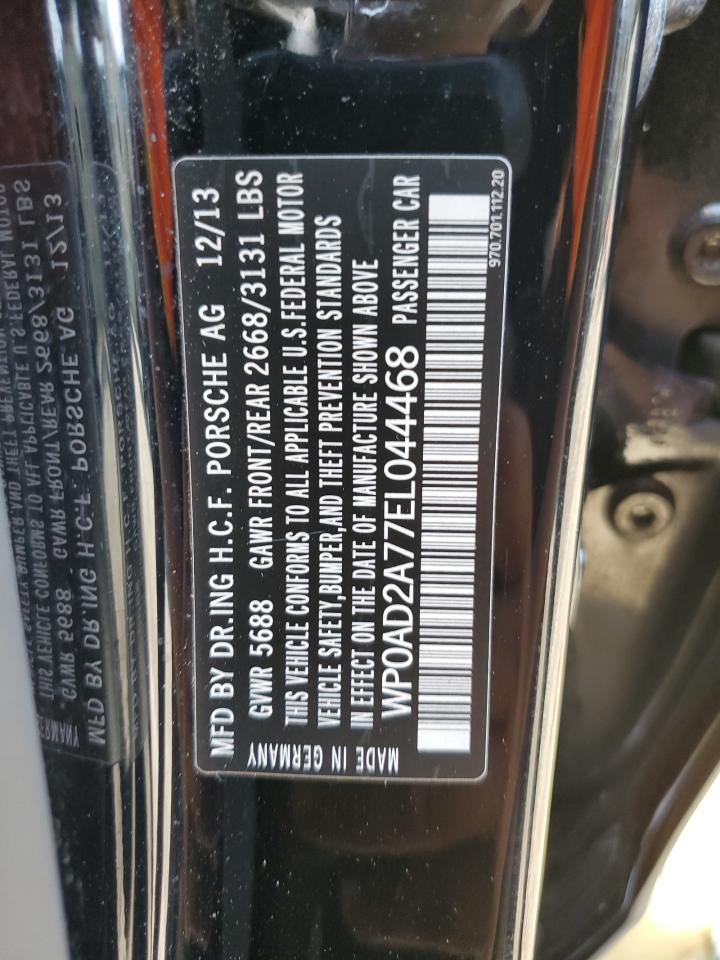 MFD BY DR.ING H.C.F. PORSCHE AG 12/13
GVWR 5688 GAWR FRONT/REAR 2668/3131 LBS
THIS VEHICLE CONFORMS TO ALL APPLICABLE U.S.FEDERAL MOTOR
VEHICLE SAFETY,BUMPER,AND THEFT PREVENTION STANDARDS
IN EFFECT ON THE DATE OF MANUFACTURE SHOWN ABOVE
WP0AD2A77EL044468 PASSENGER CAR
MADE IN GERMANY
970.701.112.20